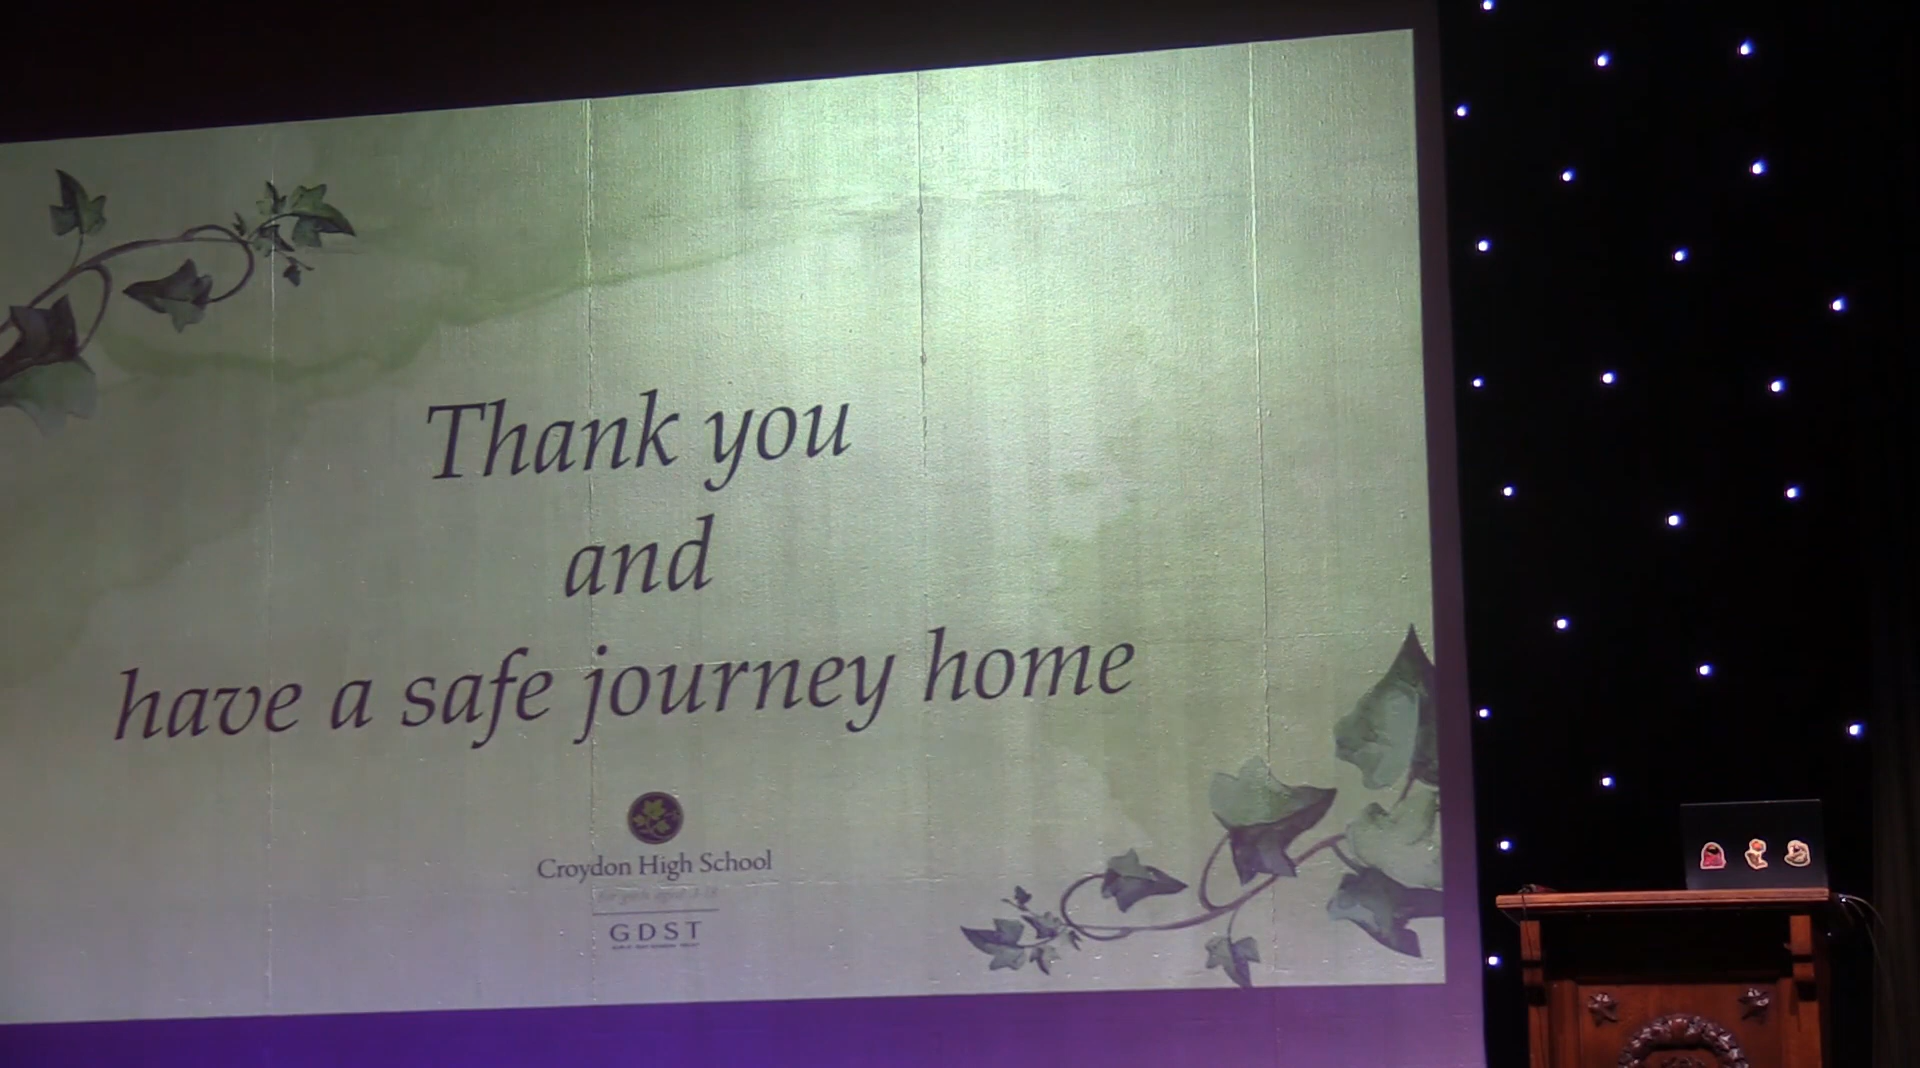 Thank you
and
have a safe journey home
Croydon High School
GDST